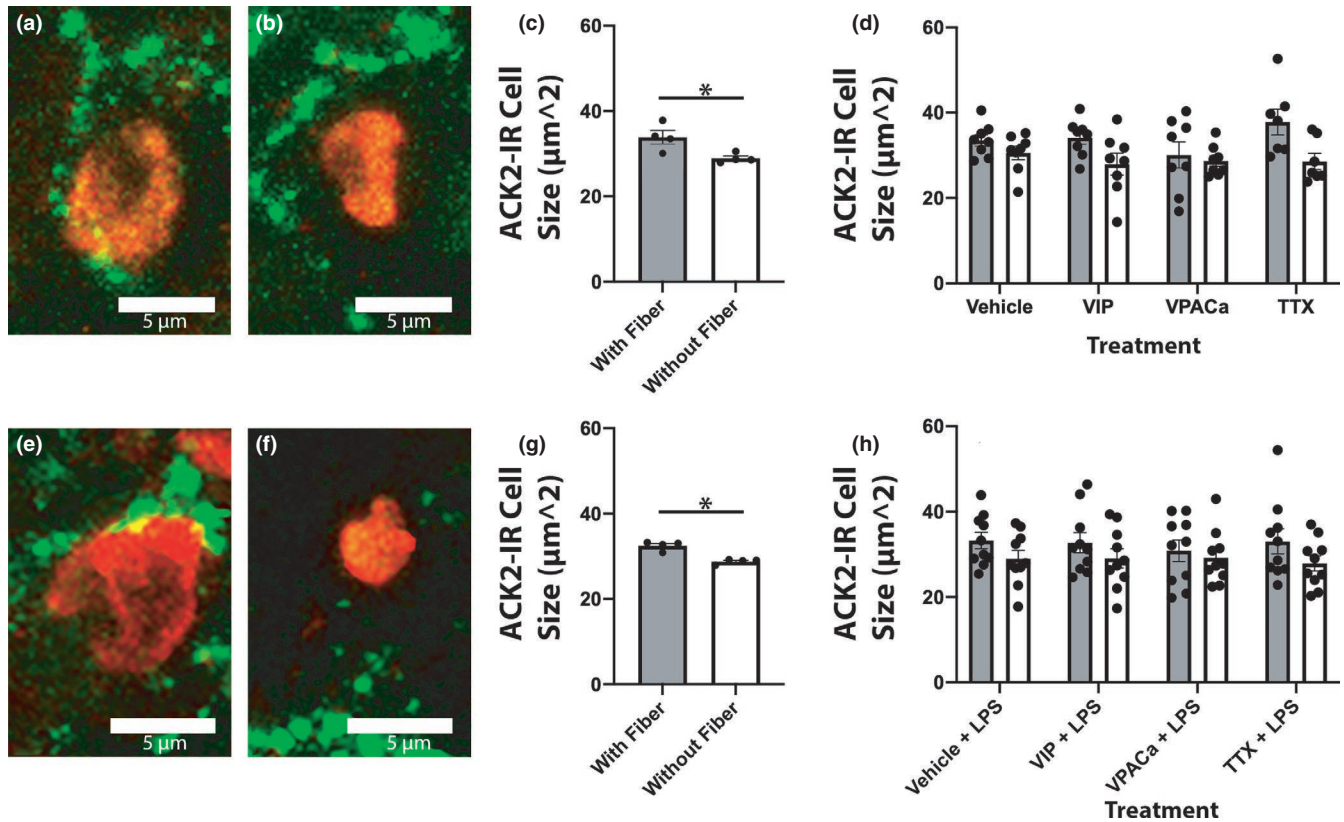 (a)
5 µm
(b)
5 µm
(c)
ACK2-IR Cell
Size (µm^2)
60
40
20
0
*
With Fiber
Without Fiber
(d)
ACK2-IR Cell
Size (µm^2)
60
40
20
0
Vehicle
VIP
VPACa
TTX
Treatment
(e)
5 µm
(f)
5 µm
(g)
ACK2-IR Cell
Size (µm^2)
60
40
20
0
*
With Fiber
Without Fiber
(h)
ACK2-IR Cell
Size (µm^2)
60
40
20
0
Vehicle + LPS
VIP + LPS
VPACa + LPS
TTX + LPS
Treatment